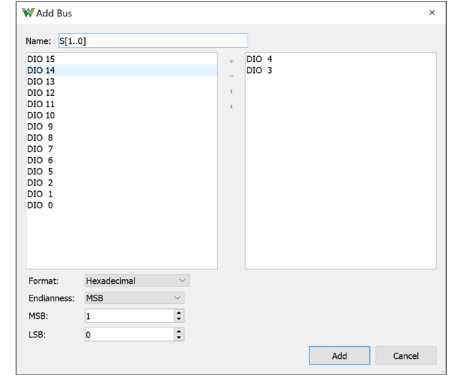 Add Bus
Name: S[1..0]
DIO 15
DIO 14
DIO 13
DIO 12
DIO 11
DIO 10
DIO 9
DIO 8
DIO 7
DIO 6
DIO 5
DIO 2
DIO 1
DIO 0
DIO 4
DIO 3
Format: Hexadecimal
Endianness: MSB
MSB: 1
LSB: 0
Add Cancel